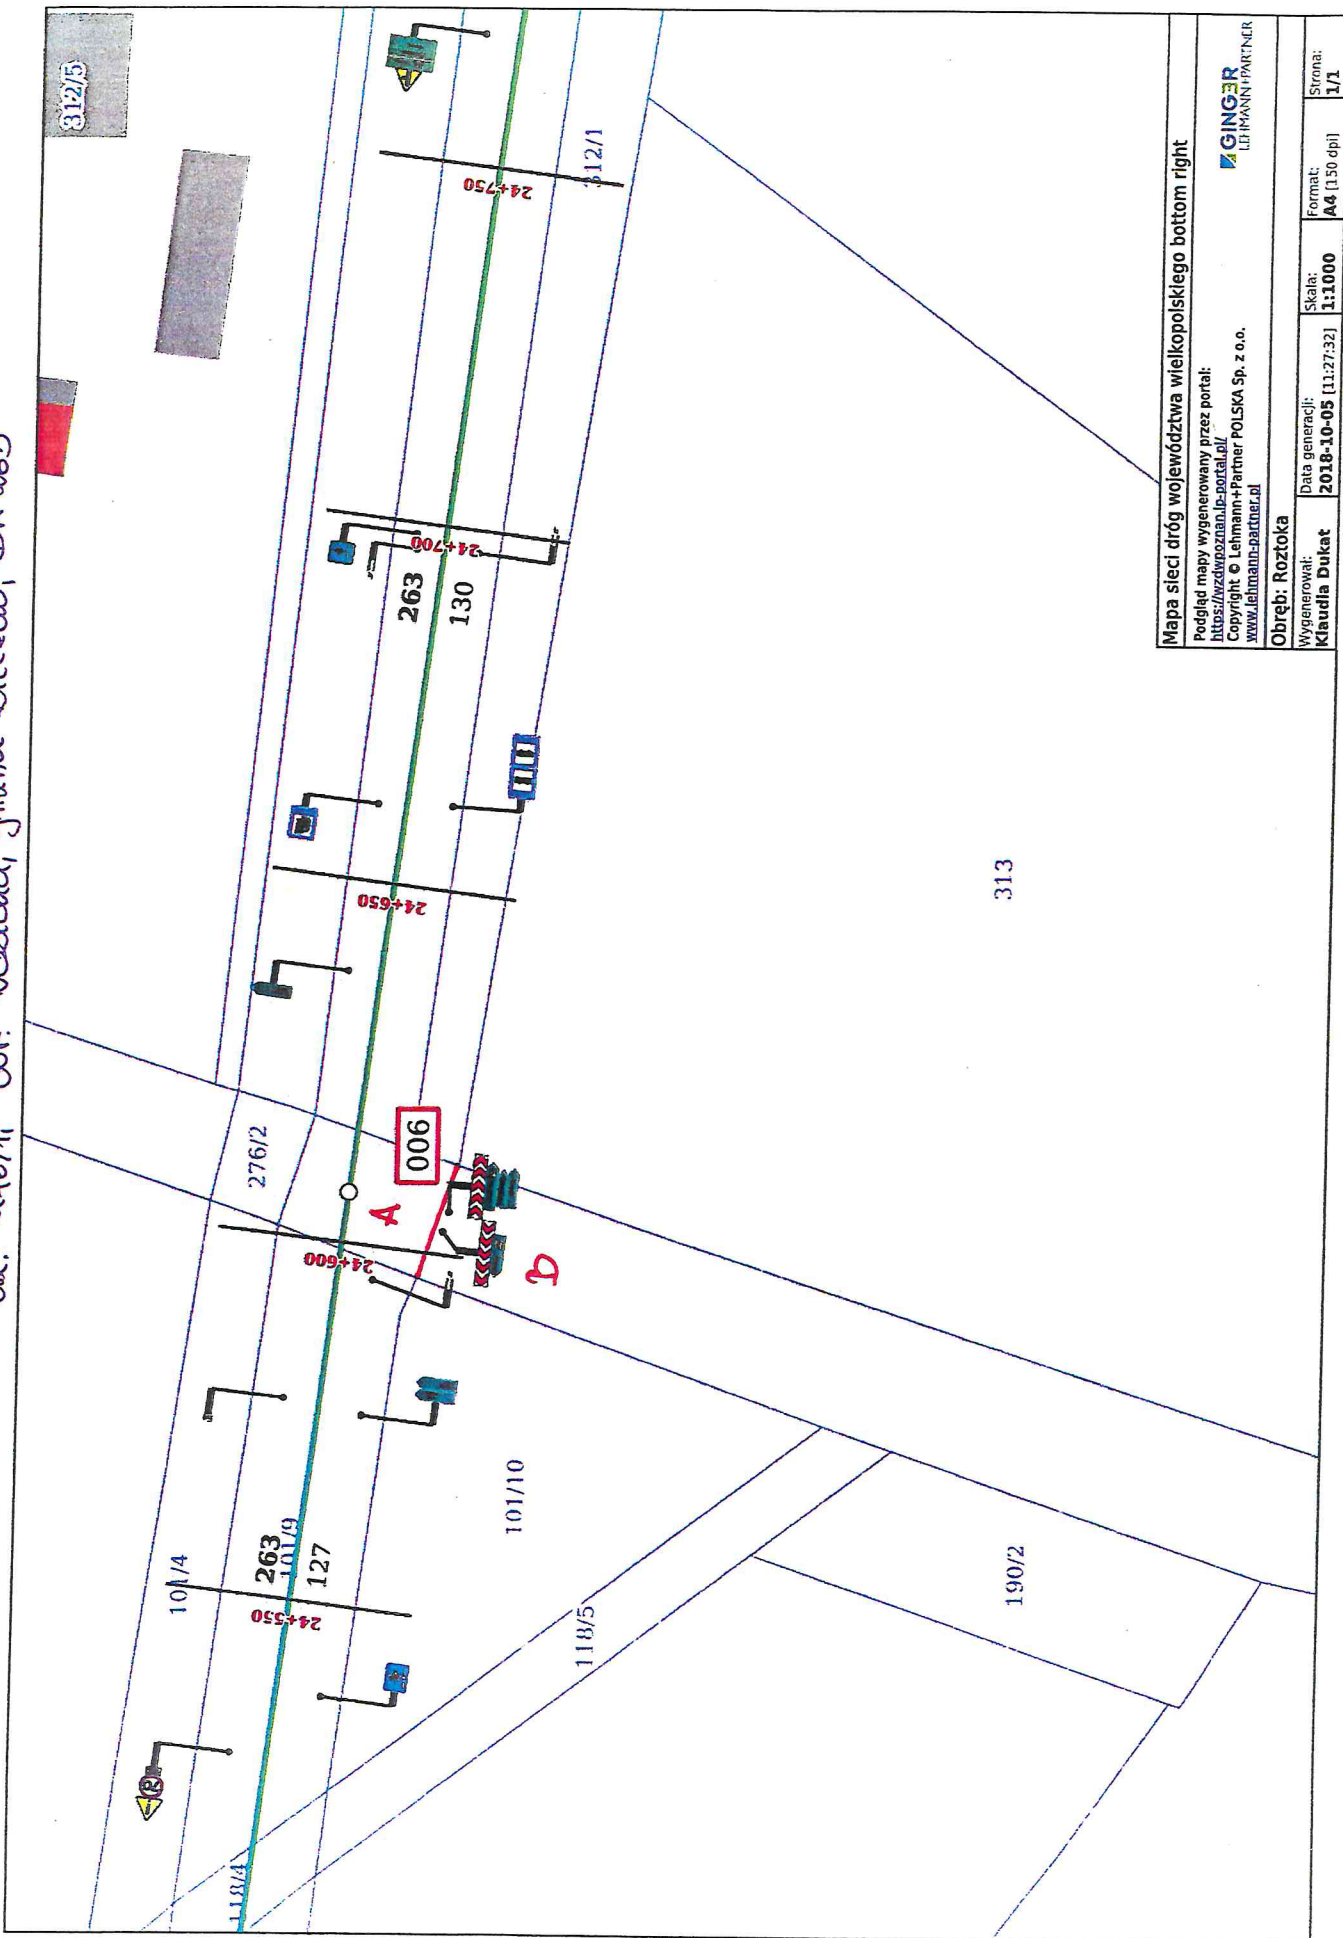 312/5
312/1
24+750
24+700
263
130
24+650
313
276/2
006
A
24+600
D
101/10
101/4
263
101/9
127
24+550
118/5
190/2
118/4
Mapa sieci dróg województwa wielkopolskiego bottom right
Podgląd mapy wygenerowany przez portal:
https://wzdwpoznan.lp-portal.pl/
Copyright © Lehmann+Partner POLSKA Sp. z o.o.
www.lehmann-partner.pl
GINGER
LEHMANN+PARTNER
Obręb: Roztoka
Wygenerował:
Klaudia Dukat
Data generacji:
2018-10-05 [11:27:32]
Skala:
1:1000
Format:
A4 [150 dpi]
Strona:
1/1